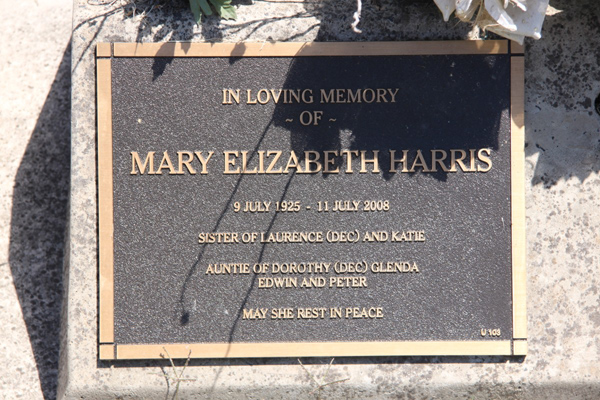 IN LOVING MEMORY
~ OF ~
MARY ELIZABETH HARRIS
9 JULY 1925 - 11 JULY 2008
SISTER OF LAURENCE (DEC) AND KATIE
AUNTIE OF DOROTHY (DEC) GLENDA
EDWIN AND PETER
MAY SHE REST IN PEACE
U 103